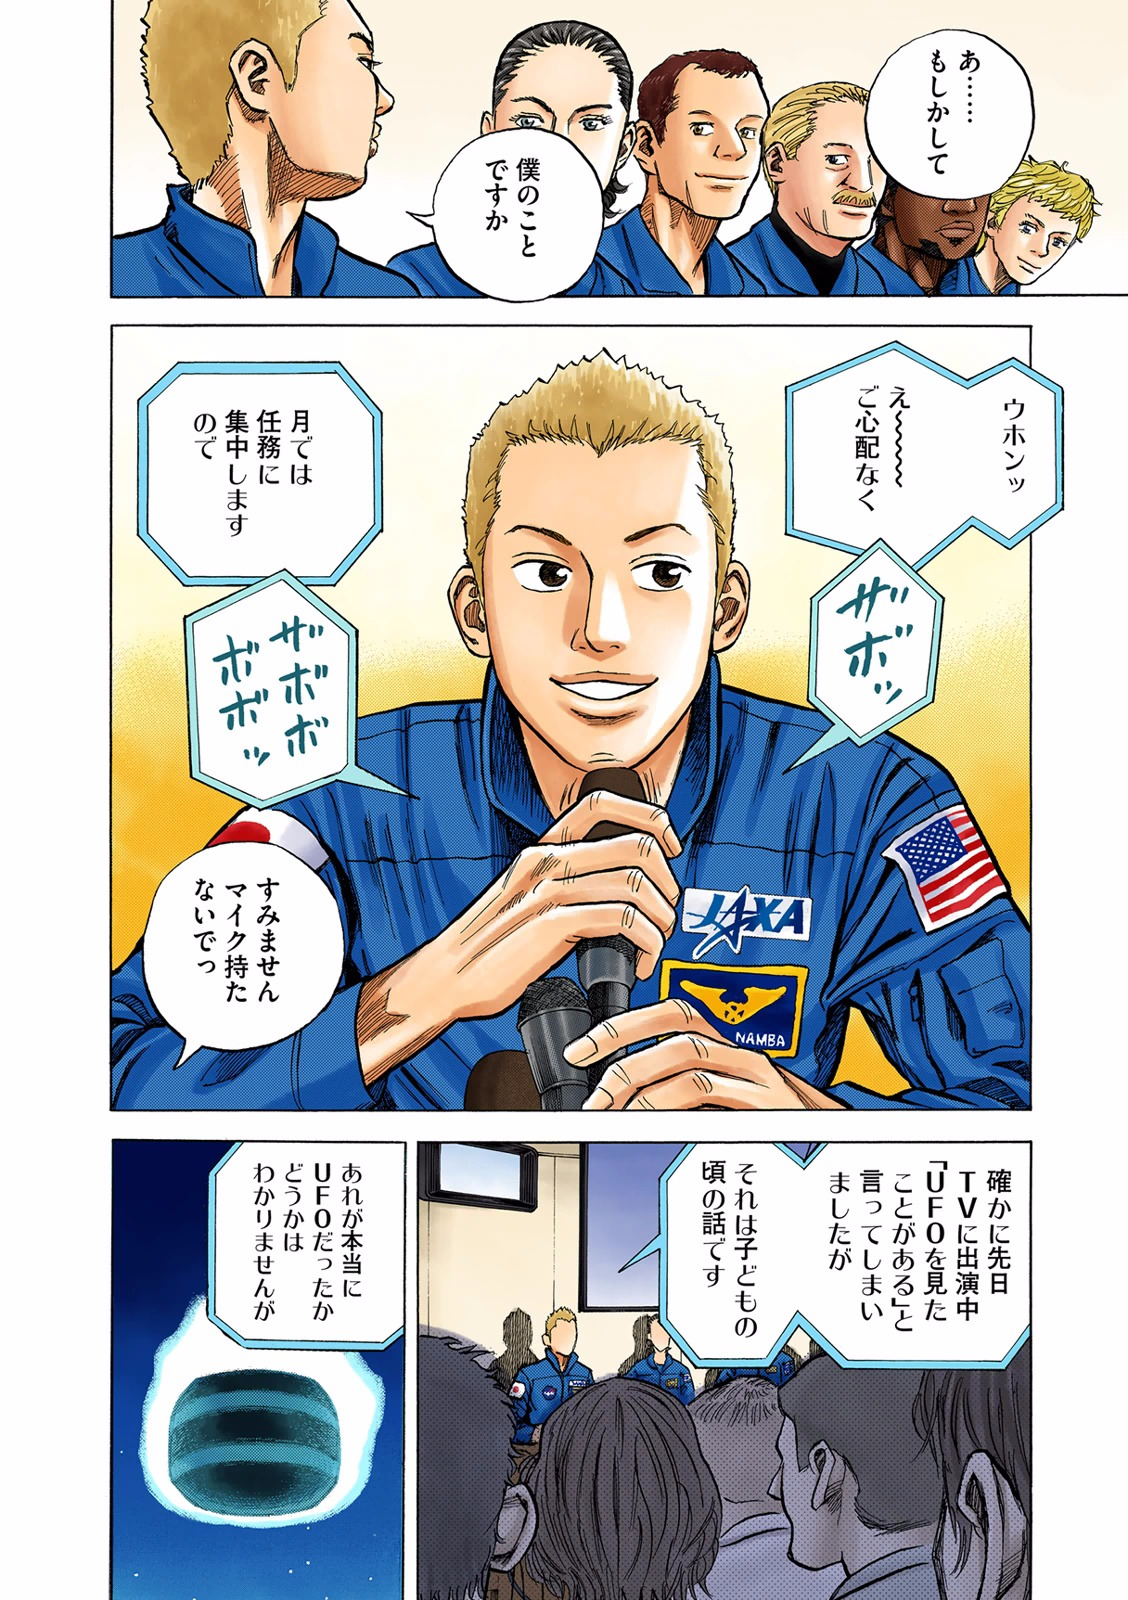 あ……
もしかして
僕のこと
ですか
ウホンッ
え〜〜〜〜
ご心配なく
ザ
ボッ
月では
任務に
集中します
ので
ザボボ
ボボッ
すみません
マイク持た
ないでっ
JAXA
NAMBA
確かに先日
TVに出演中
「UFOを見た
ことがある」と
言ってしまい
ましたが
それは子どもの
頃の話です
あれが本当に
UFOだったか
どうかは
わかりませんが